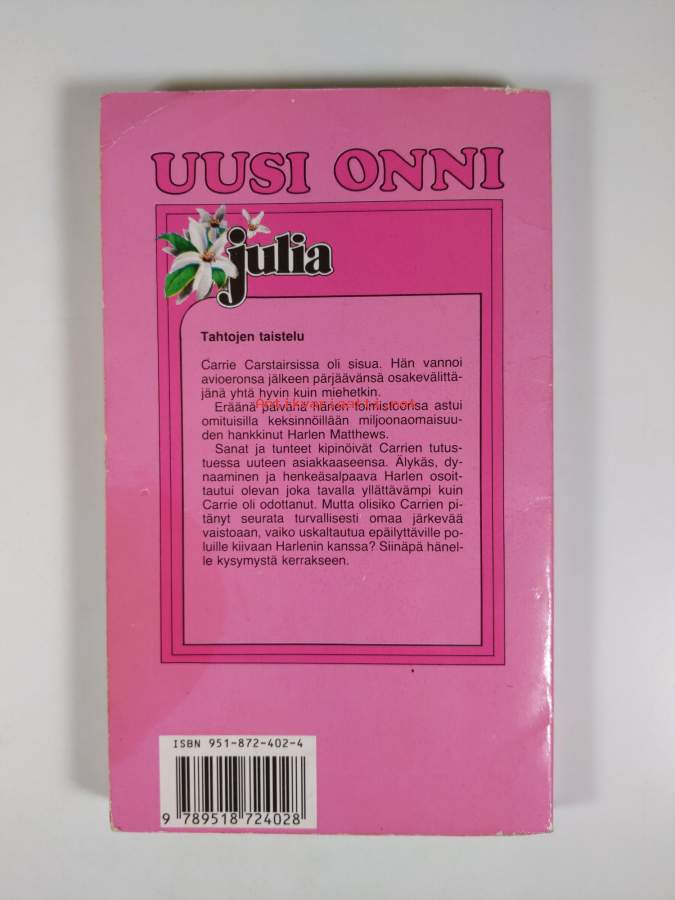 UUSI ONNI
julia
Tahtojen taistelu
Carrie Carstairsissa oli sisua. Hän vannoi
avioeronsa jälkeen pärjäävänsä osakevälittä-
jänä yhtä hyvin kuin miehetkin.
Antikvariaatti.net
Eräänä päivänä hänen toimistoonsa astui
omituisilla keksinnöillään miljoonaomaisuu-
den hankkinut Harlen Matthews.
Sanat ja tunteet kipinöivät Carrien tutus-
tuessa uuteen asiakkaaseensa. Älykäs, dy-
naaminen ja henkeäsalpaava Harlen osoit-
tautui olevan joka tavalla yllättävämpi kuin
Carrie oli odottanut. Mutta olisiko Carrien pi-
tänyt seurata turvallisesti omaa järkevää
vaistoaan, vaiko uskaltautua epäilyttäville po-
luille kiivaan Harlenin kanssa? Siinäpä hänel-
le kysymystä kerrakseen.
ISBN 951-872-402-4
9 789518 724028